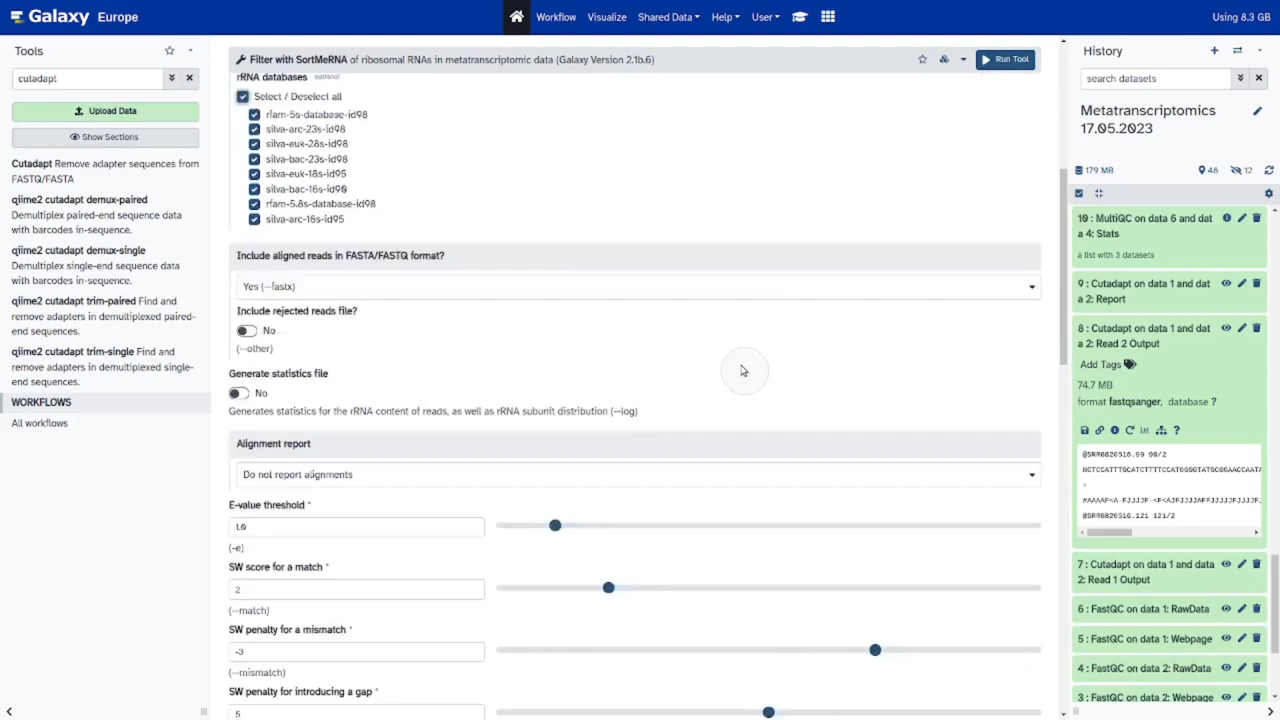 Galaxy Europe
Workflow
Visualize
Shared Data
Help
User
Using 8.3 GB
Tools
cutadapt
Upload Data
Show Sections
Cutadapt Remove adapter sequences from
FASTQ/FASTA
qiime2 cutadapt demux-paired
Demultiplex paired-end sequence data
with barcodes in-sequence.
qiime2 cutadapt demux-single
Demultiplex single-end sequence data
with barcodes in-sequence.
qiime2 cutadapt trim-paired Find and
remove adapters in demultiplexed paired-
end sequences.
qiime2 cutadapt trim-single Find and
remove adapters in demultiplexed single-
end sequences.
WORKFLOWS
All workflows
Filter with SortMeRNA of ribosomal RNAs in metatranscriptomic data (Galaxy Version 2.1b.6)
Run Tool
rRNA databases optional
Select / Deselect all
rfam-5s-database-id98
silva-arc-23s-id98
silva-euk-28s-id98
silva-bac-23s-id98
silva-euk-18s-id95
silva-bac-16s-id90
rfam-5.8s-database-id98
silva-arc-16s-id95
Include aligned reads in FASTA/FASTQ format?
Yes (--fastx)
Include rejected reads file?
No
(--other)
Generate statistics file
No
Generates statistics for the rRNA content of reads, as well as rRNA subunit distribution (--log)
Alignment report
Do not report alignments
E-value threshold *
1.0
(-e)
SW score for a match *
2
(--match)
SW penalty for a mismatch *
-3
(--mismatch)
SW penalty for introducing a gap *
5
History
search datasets
Metatranscriptomics
17.05.2023
179 MB
46
12
10 : MultiQC on data 6 and dat
a 4: Stats
a list with 3 datasets
9 : Cutadapt on data 1 and dat
a 2: Report
8 : Cutadapt on data 1 and dat
a 2: Read 2 Output
Add Tags
74.7 MB
format fastqsanger, database ?
@SRR6820516.99 99/2
+
@SRR6820516.121 121/2
7 : Cutadapt on data 1 and data
2: Read 1 Output
6 : FastQC on data 1: RawData
5 : FastQC on data 1: Webpage
4 : FastQC on data 2: RawData
3 : FastQC on data 2: Webpage